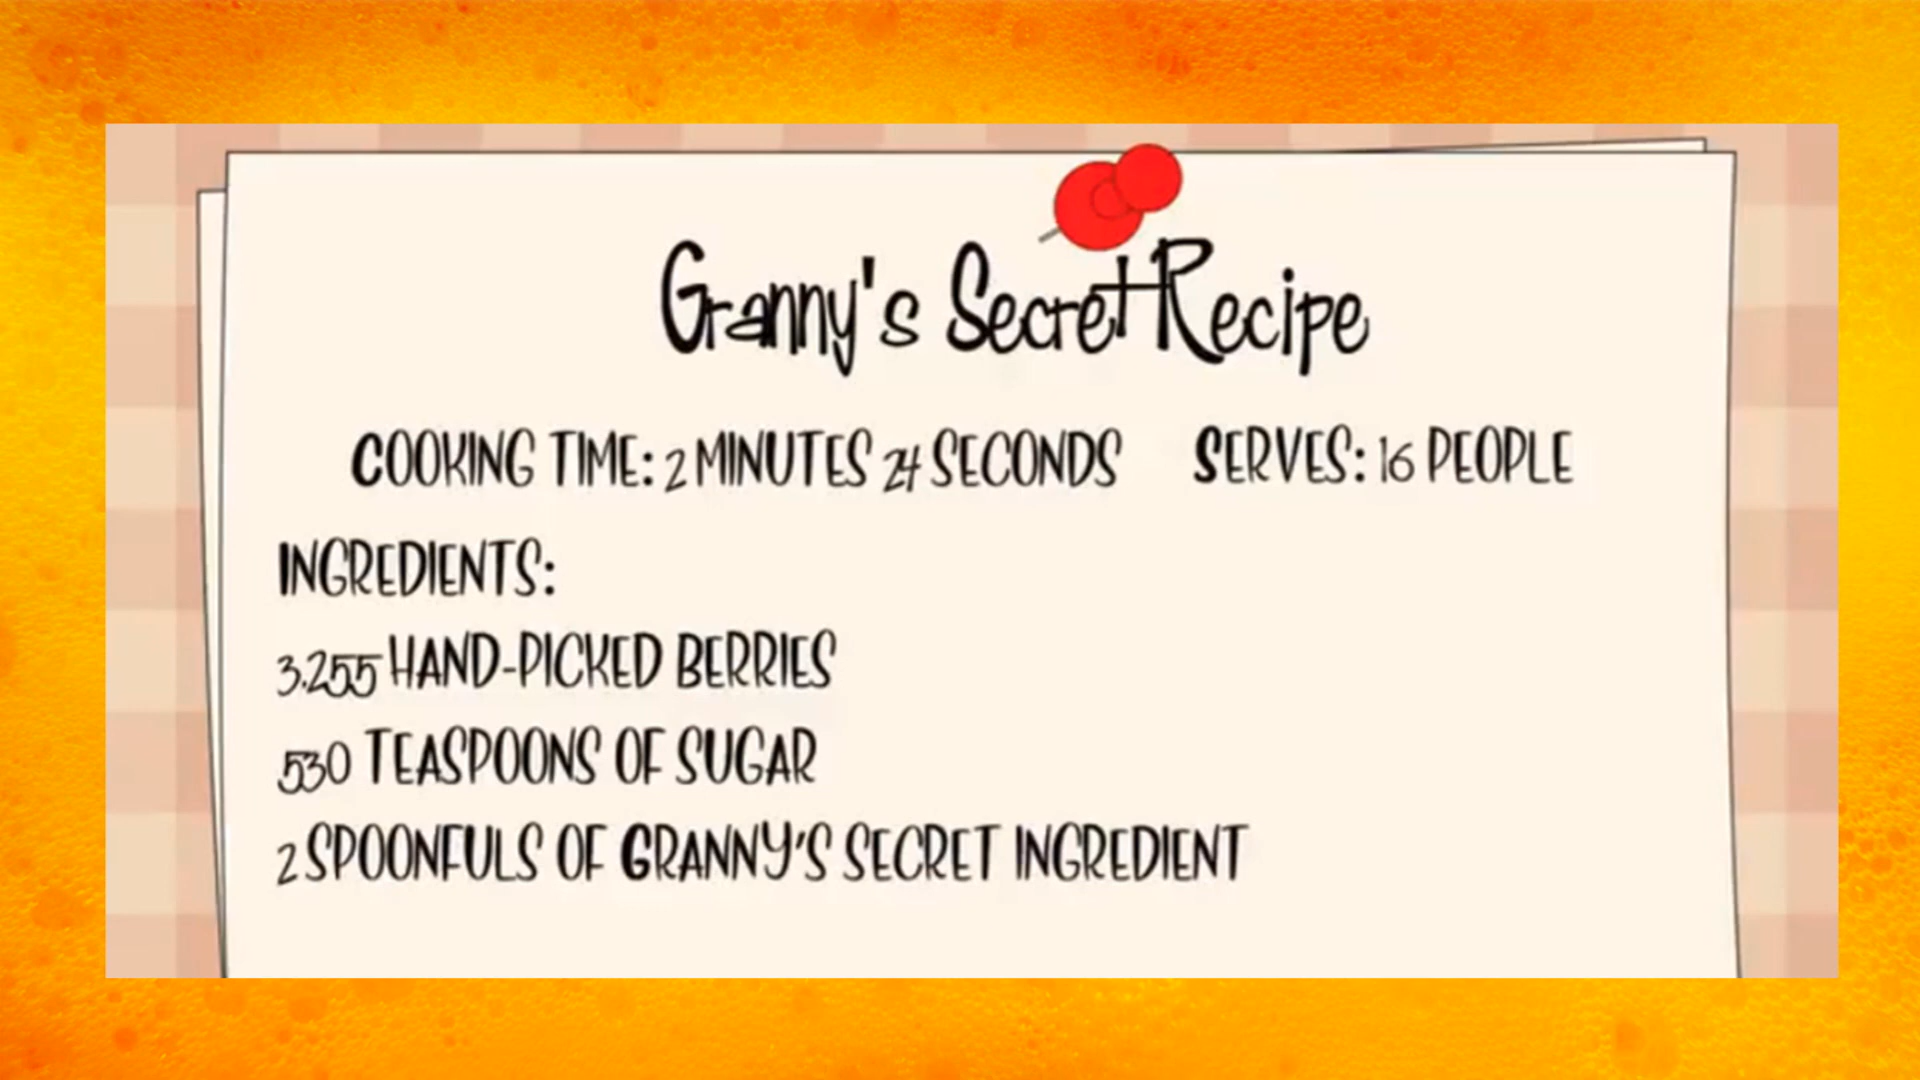 Granny's Secret Recipe
COOKING TIME: 2 MINUTES 24 SECONDS SERVES: 16 PEOPLE
INGREDIENTS:
3.255 HAND-PICKED BERRIES
530 TEASPOONS OF SUGAR
2 SPOONFULS OF GRANNY'S SECRET INGREDIENT